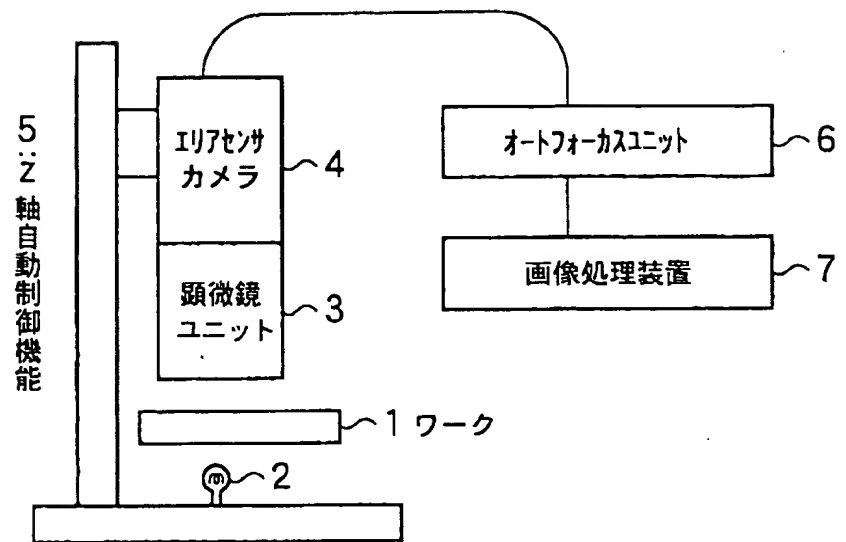 エリアセンサ
カメラ
4
オートフォーカスユニット
6
5:Z軸自動制御機能
顕微鏡
ユニット
3
画像処理装置
7
1 ワーク
2